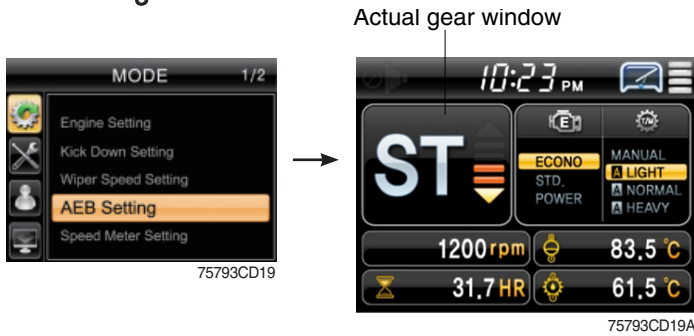 Actual gear window
MODE 1/2
Engine Setting
Kick Down Setting
Wiper Speed Setting
AEB Setting
Speed Meter Setting
75793CD19
10:23 PM
ST
E
T/M
ECONO
STD.
POWER
MANUAL
A LIGHT
A NORMAL
A HEAVY
1200 rpm
83.5 °C
31.7 HR
61.5 °C
75793CD19A